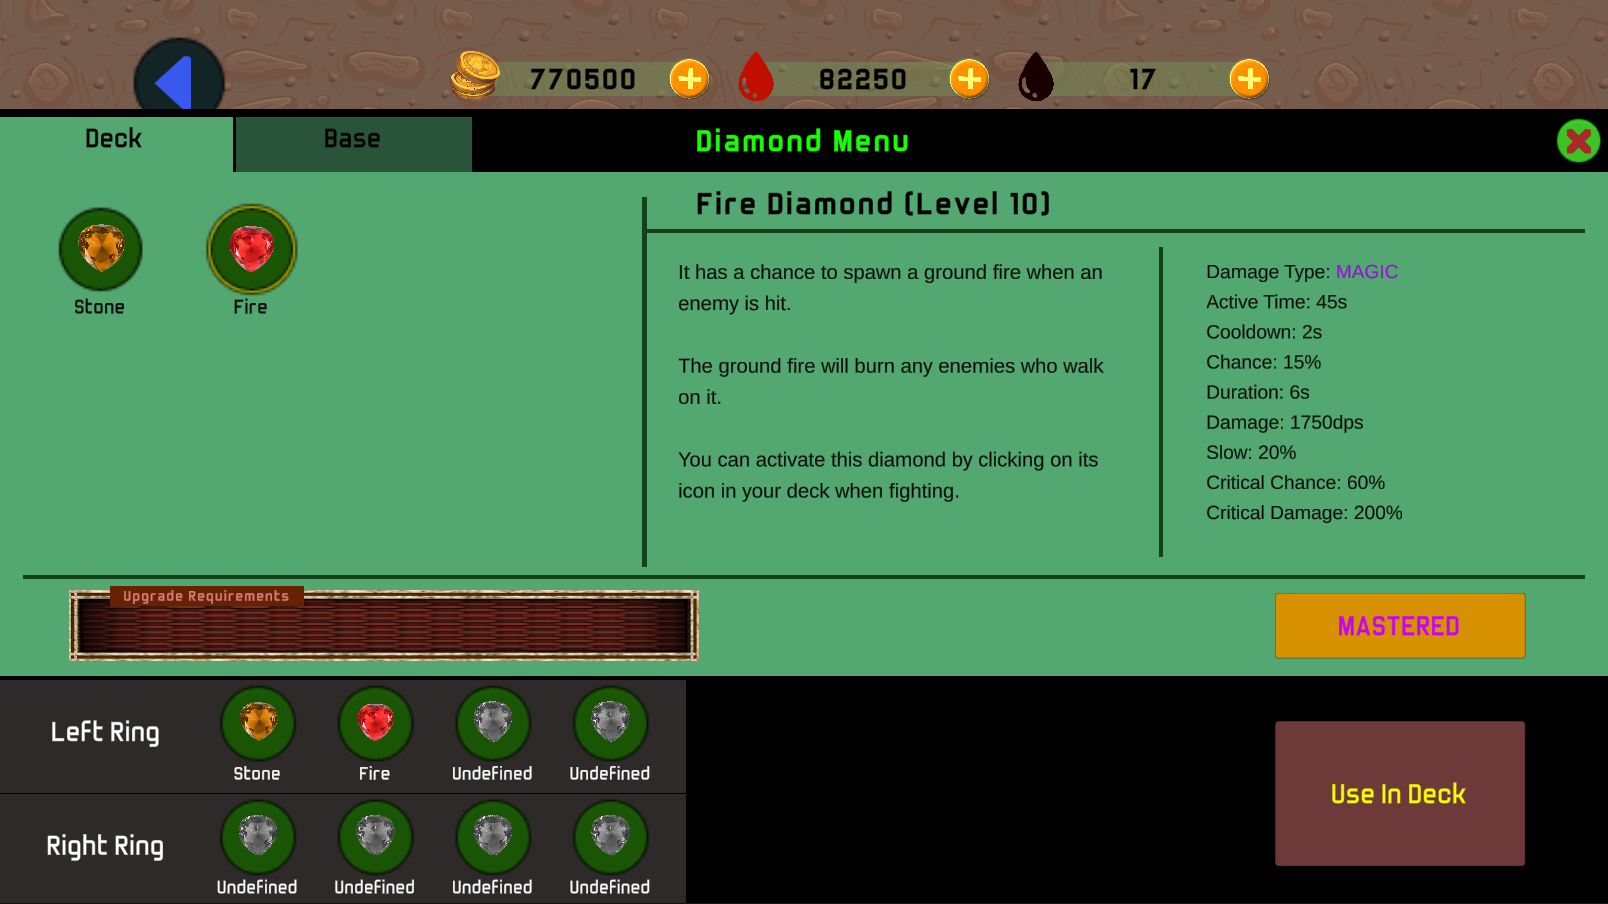 770500
82250
17
Deck
Base
Diamond Menu
Stone
Fire
Fire Diamond (Level 10)
It has a chance to spawn a ground fire when an
enemy is hit.
The ground fire will burn any enemies who walk
on it.
You can activate this diamond by clicking on its
icon in your deck when fighting.
Damage Type: MAGIC
Active Time: 45s
Cooldown: 2s
Chance: 15%
Duration: 6s
Damage: 1750dps
Slow: 20%
Critical Chance: 60%
Critical Damage: 200%
Upgrade Requirements
MASTERED
Left Ring
Stone
Fire
Undefined
Undefined
Right Ring
Undefined
Undefined
Undefined
Undefined
Use In Deck